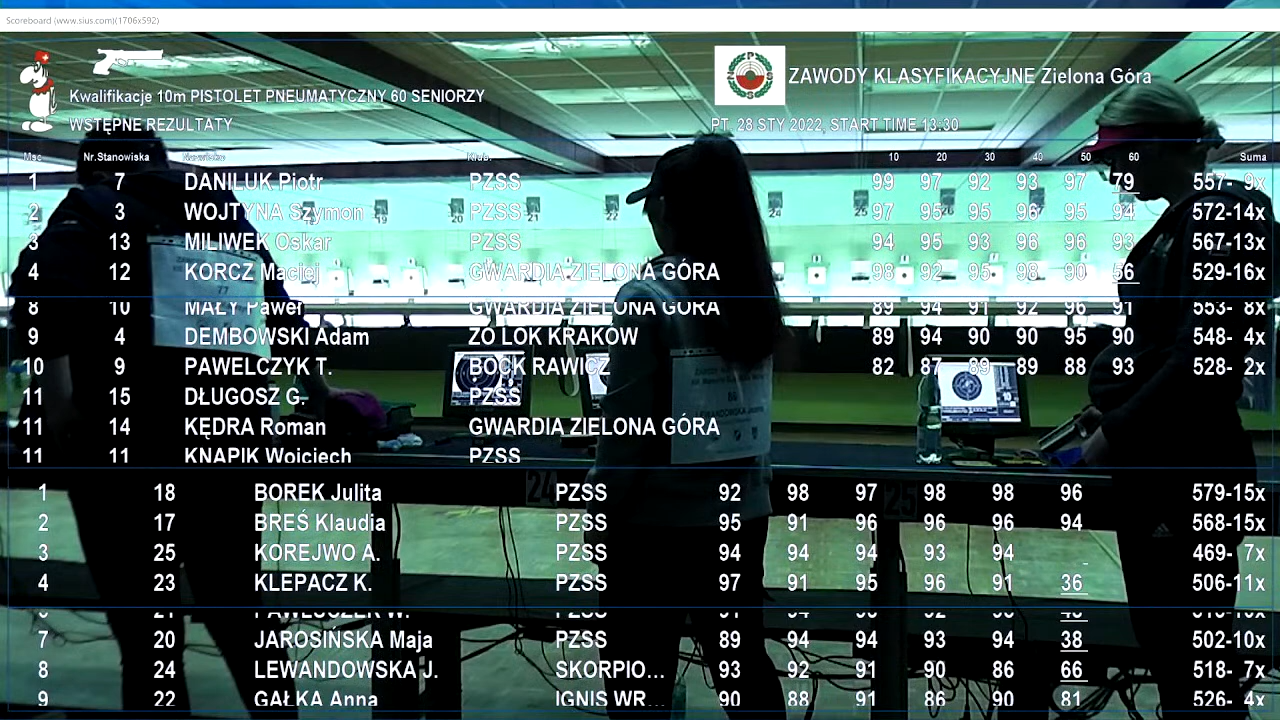 Scoreboard (www.sius.com)(1706x592)
ZAWODY KLASYFIKACYJNE Zielona Góra
Kwalifikacje 10m PISTOLET PNEUMATYCZNY 60 SENIORZY
WSTĘPNE REZULTATY
PT. 28 STY 2022, START TIME 13:30
Msc Nr.Stanowiska Nazwisko Klub. 10 20 30 40 50 60 Suma
1 7 DANILUK Piotr PZSS 99 97 92 93 97 79 557- 9x
2 3 WOJTYNA Szymon PZSS 97 95 95 96 95 94 572-14x
3 13 MILIWEK Oskar PZSS 94 95 93 96 96 93 567-13x
4 12 KORCZ Maciej GWARDIA ZIELONA GÓRA 98 92 95 98 90 56 529-16x
8 10 MAŁY Paweł GWARDIA ZIELONA GÓRA 89 94 91 92 96 91 553- 8x
9 4 DEMBOWSKI Adam ZO LOK KRAKÓW 89 94 90 90 95 90 548- 4x
10 9 PAWELCZYK T. BOCK RAWICZ 82 87 89 89 88 93 528- 2x
11 15 DŁUGOSZ G. PZSS
11 14 KĘDRA Roman GWARDIA ZIELONA GÓRA
11 11 KNAPIK Wojciech PZSS
1 18 BOREK Julita PZSS 92 98 97 98 98 96 579-15x
2 17 BREŚ Klaudia PZSS 95 91 96 96 96 94 568-15x
3 25 KOREJWO A. PZSS 94 94 94 93 94 469- 7x
4 23 KLEPACZ K. PZSS 97 91 95 96 91 36 506-11x
7 20 JAROSIŃSKA Maja PZSS 89 94 94 93 94 38 502-10x
8 24 LEWANDOWSKA J. SKORPIO... 93 92 91 90 86 66 518- 7x
9 22 GAŁKA Anna IGNIS WR... 90 88 91 86 90 81 526- 4x